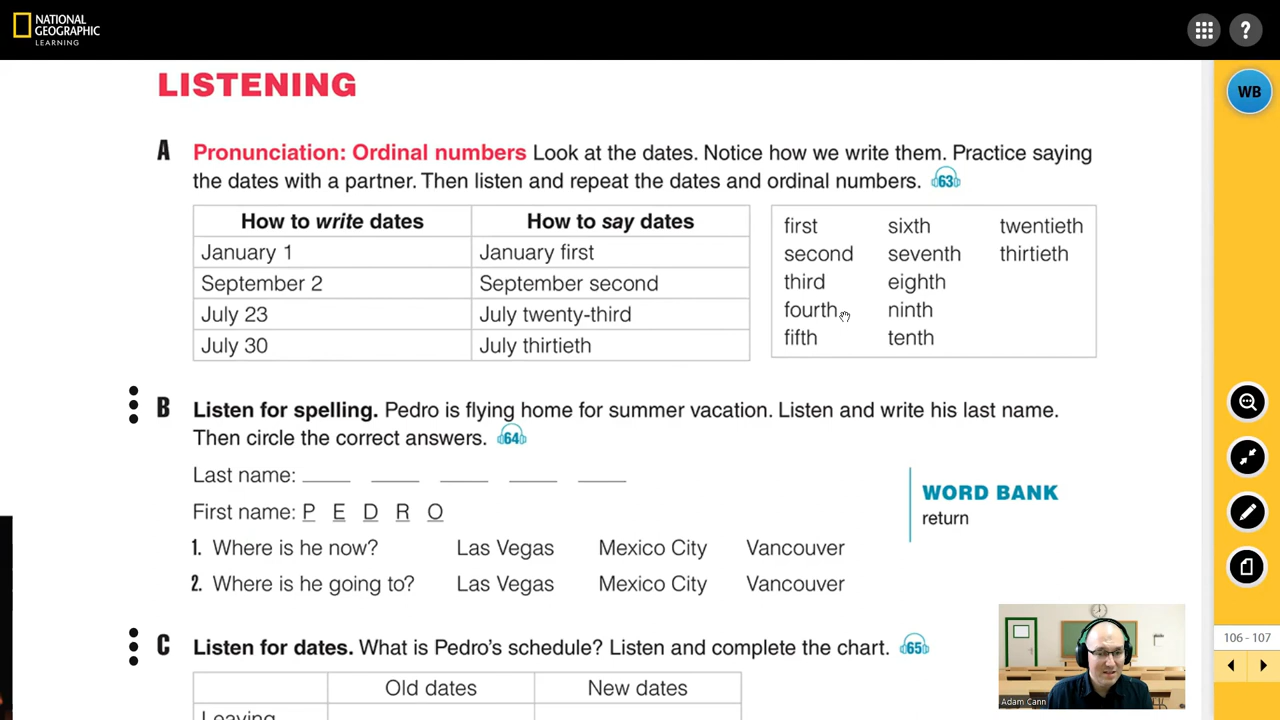 NATIONAL
GEOGRAPHIC
LEARNING
?
WB
LISTENING
A Pronunciation: Ordinal numbers Look at the dates. Notice how we write them. Practice saying
the dates with a partner. Then listen and repeat the dates and ordinal numbers. 63
How to write dates How to say dates
January 1 January first
September 2 September second
July 23 July twenty-third
July 30 July thirtieth
first sixth twentieth
second seventh thirtieth
third eighth
fourth ninth
fifth tenth
B Listen for spelling. Pedro is flying home for summer vacation. Listen and write his last name.
Then circle the correct answers. 64
Last name:
First name: P E D R O
1. Where is he now? Las Vegas Mexico City Vancouver
2. Where is he going to? Las Vegas Mexico City Vancouver
WORD BANK
return
C Listen for dates. What is Pedro's schedule? Listen and complete the chart. 65
Old dates New dates
Leaving
Adam Cann
106 - 107